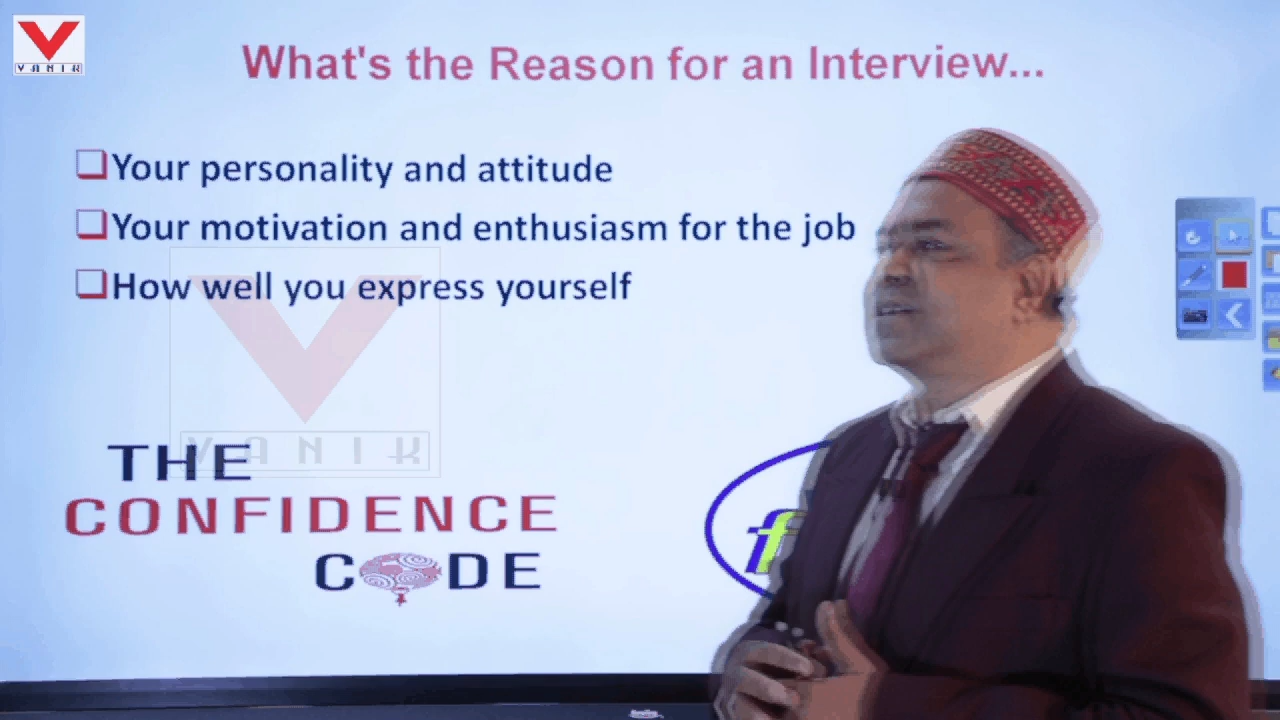 VANIK
What's the Reason for an Interview...
Your personality and attitude
Your motivation and enthusiasm for the job
How well you express yourself
VANIK
THE
CONFIDENCE
CODE
f